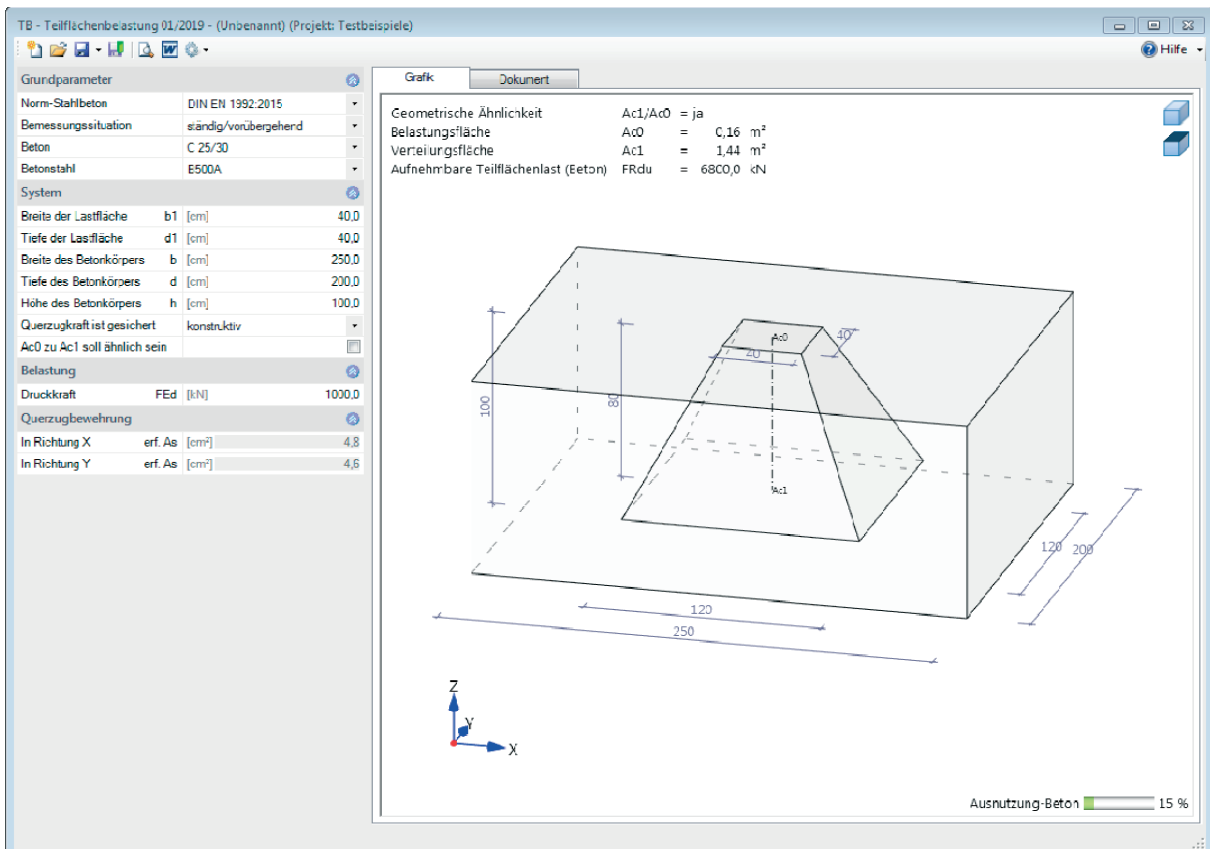 TB - Teilflächenbelastung 01/2019 - (Unbenannt) (Projekt: Testbeispiele)
Hilfe
Grundparameter
Norm-Stahlbeton DIN EN 1992:2015
Bemessungssituation ständig/vorübergehend
Beton C 25/30
Betonstahl B500A
System
Breite der Lastfläche b1 [cm] 40,0
Tiefe der Lastfläche d1 [cm] 40,0
Breite des Betonkörpers b [cm] 250,0
Tiefe des Betonkörpers d [cm] 200,0
Höhe des Betonkörpers h [cm] 100,0
Querzugkraft ist gesichert konstruktiv
Ac0 zu Ac1 soll ähnlich sein
Belastung
Druckkraft FEd [kN] 1000,0
Querzugbewehrung
In Richtung X erf. As [cm²] 4,8
In Richtung Y erf. As [cm²] 4,6
Grafik Dokument
Geometrische Ähnlichkeit Ac1/Ac0 = ja
Belastungsfläche Ac0 = 0,16 m²
Verteilungsfläche Ac1 = 1,44 m²
Aufnehmbare Teilflächenlast (Beton) FRdu = 6800,0 kN
Ac0
40
40
100
80
Ac1
120
200
120
250
Z
Y
X
Ausnutzung-Beton 15 %